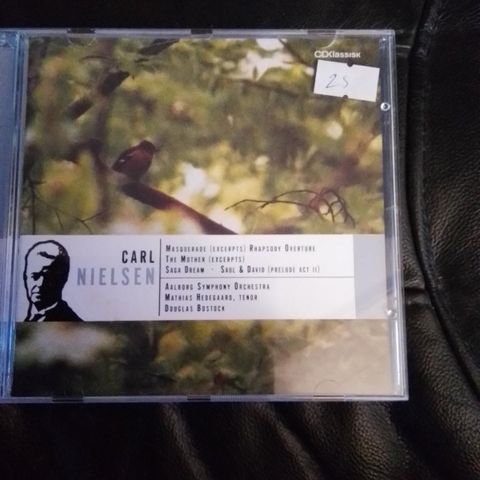 CDKlassisk
25
CARL
NIELSEN
Masquerade (excerpts) Rhapsody Overture
The Mother (excerpts)
Saga Dream · Saul & David (prelude act II)
Aalborg Symphony Orchestra
Mathias Hedegaard, tenor
Douglas Bostock